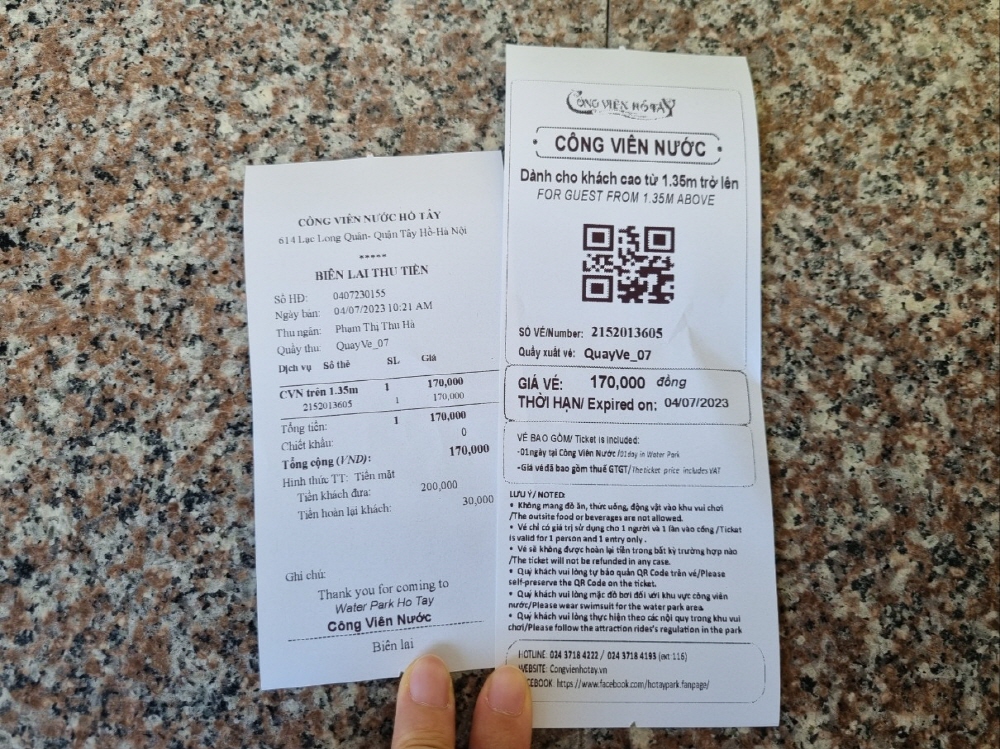 CÔNG VIÊN NƯỚC HỒ TÂY
614 Lạc Long Quân- Quận Tây Hồ-Hà Nội
*****
BIÊN LAI THU TIỀN
Số HĐ: 0407230155
Ngày bán: 04/07/2023 10:21 AM
Thu ngân: Phạm Thị Thu Hà
Quầy thu: QuayVe_07
Dịch vụ Số thẻ SL Giá
CVN trên 1.35m 1 170,000
2152013605 1 170,000
Tổng tiền: 1 170,000
Chiết khấu: 0
Tổng cộng (VND): 170,000
Hình thức TT: Tiền mặt
Tiền khách đưa: 200,000
Tiền hoàn lại khách: 30,000
Ghi chú:
Thank you for coming to
Water Park Ho Tay
Công Viên Nước
Biên lai
CÔNG VIÊN HỒ TÂY
CÔNG VIÊN NƯỚC
Dành cho khách cao từ 1.35m trở lên
FOR GUEST FROM 1.35M ABOVE
SỐ VÉ/Number: 2152013605
Quầy xuất vé: QuayVe_07
GIÁ VÉ: 170,000 đồng
THỜI HẠN/ Expired on: 04/07/2023
VÉ BAO GỒM/ Ticket is included:
-01ngày tại Công Viên Nước /01day in Water Park
-Giá vé đã bao gồm thuế GTGT/The ticket price includes VAT
LƯU Ý/ NOTED:
• Không mang đồ ăn, thức uống, động vật vào khu vui chơi
/The outsite food or beverages are not allowed.
• Vé chỉ có giá trị sử dụng cho 1 người và 1 lần vào cổng /Ticket
is valid for 1 person and 1 entry only .
• Vé sẽ không được hoàn lại tiền trong bất kỳ trường hợp nào
/The ticket will not be refunded in any case.
• Quý khách vui lòng tự bảo quản QR Code trên vé/Please
self-preserve the QR Code on the ticket.
• Quý khách vui lòng mặc đồ bơi đối với khu vực công viên
nước/Please wear swimsuit for the water park area.
• Quý khách vui lòng thực hiện theo các nội quy trong khu vui
chơi/Please follow the attraction rides's regulation in the park
HOTLINE: 024 3718 4222 / 024 3718 4193 (ext:116)
WEBSITE: Congvienhotay.vn
CEBOOK: https://www.facebook.com/hotaypark.fanpage/